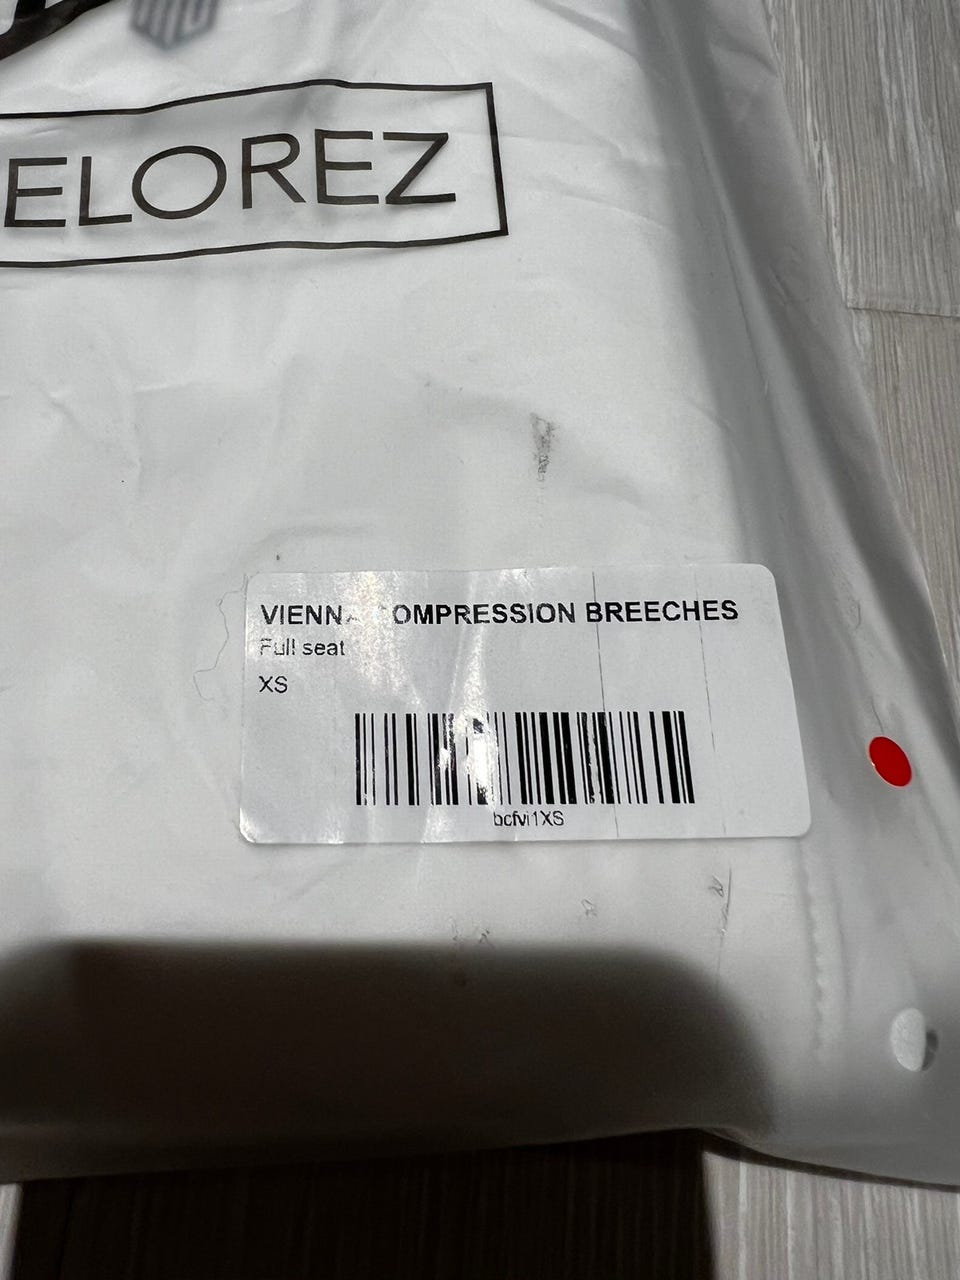 ELOREZ
VIENNA COMPRESSION BREECHES
Full seat
XS
bcfvi1XS